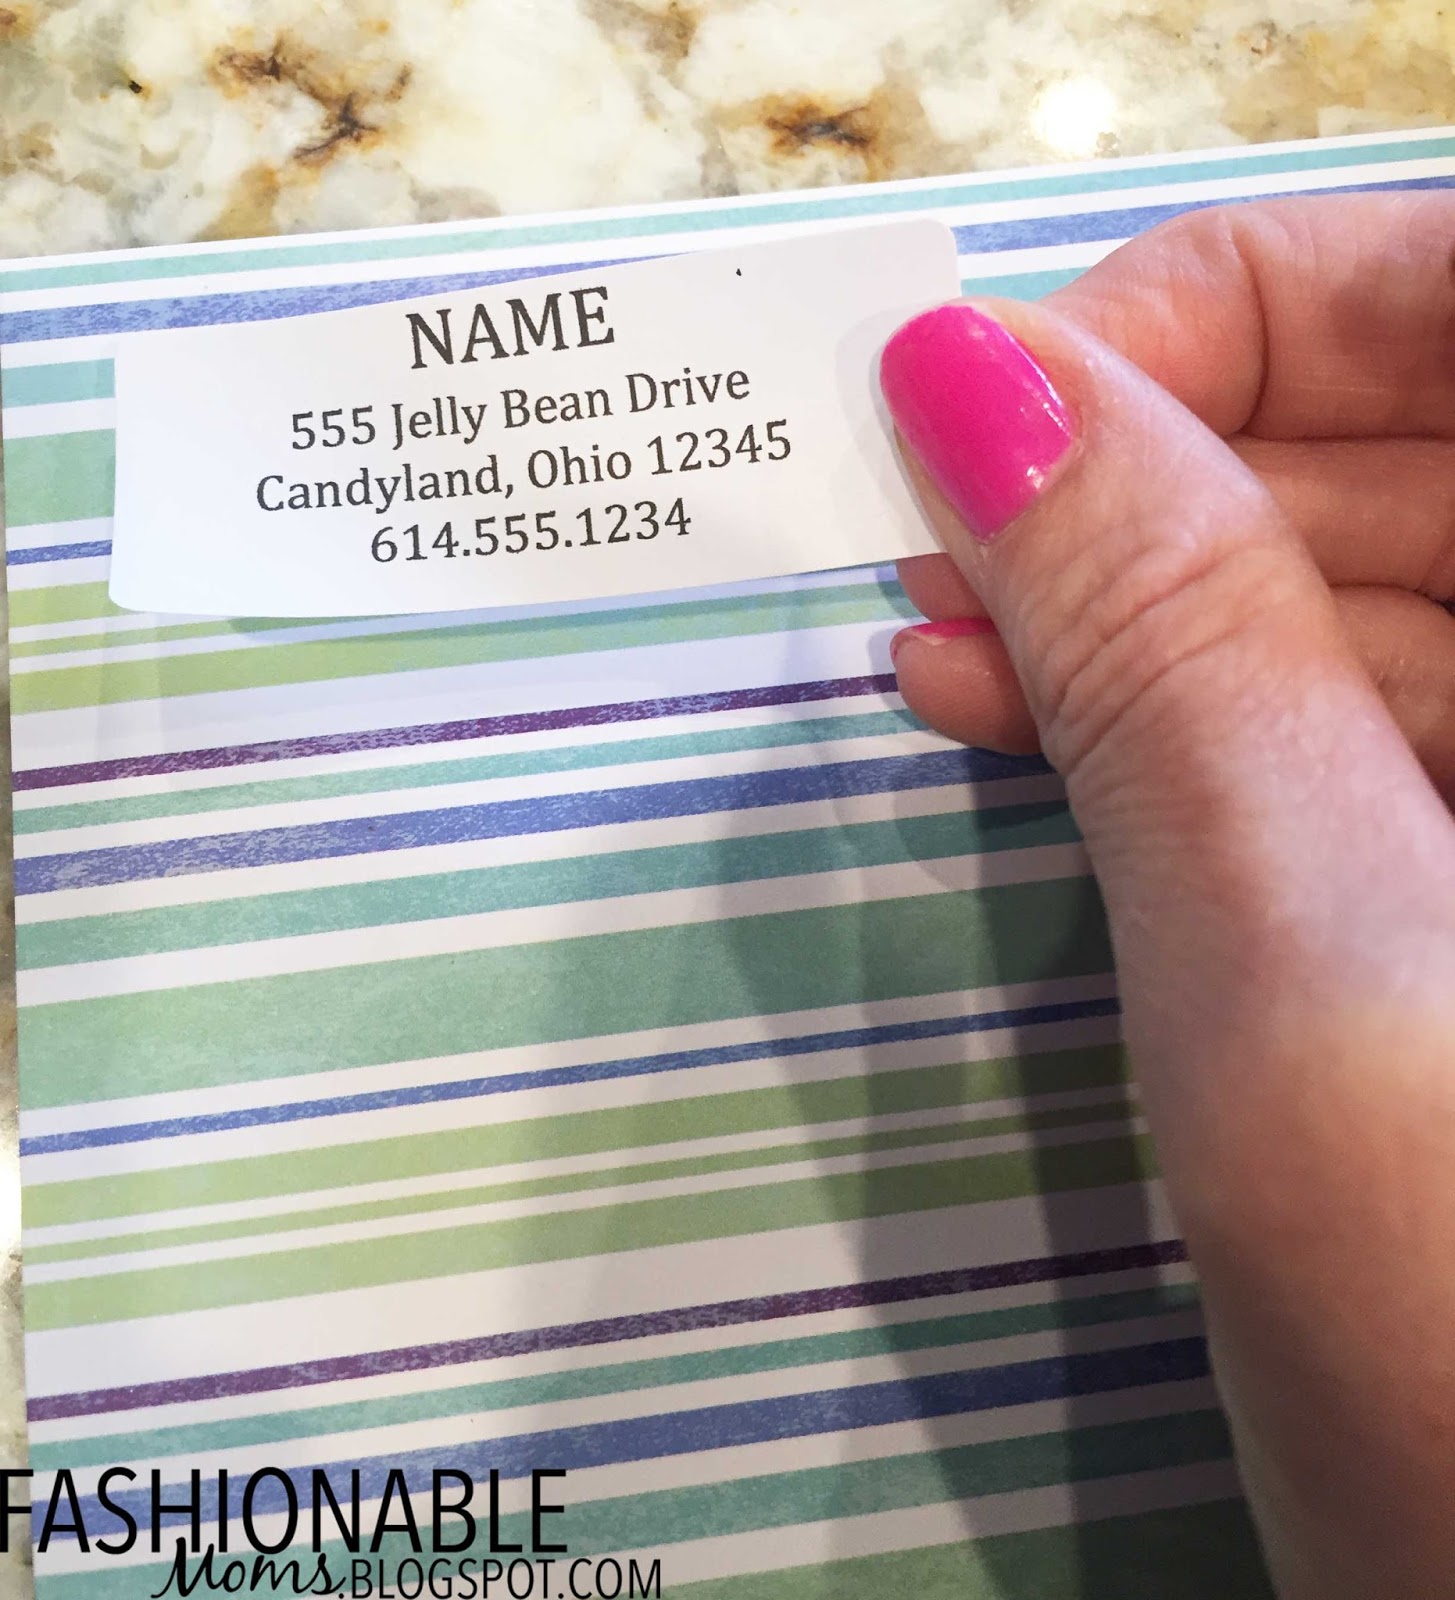 NAME
555 Jelly Bean Drive
Candyland, Ohio 12345
614.555.1234
FASHIONABLE
Moms.BLOGSPOT.COM